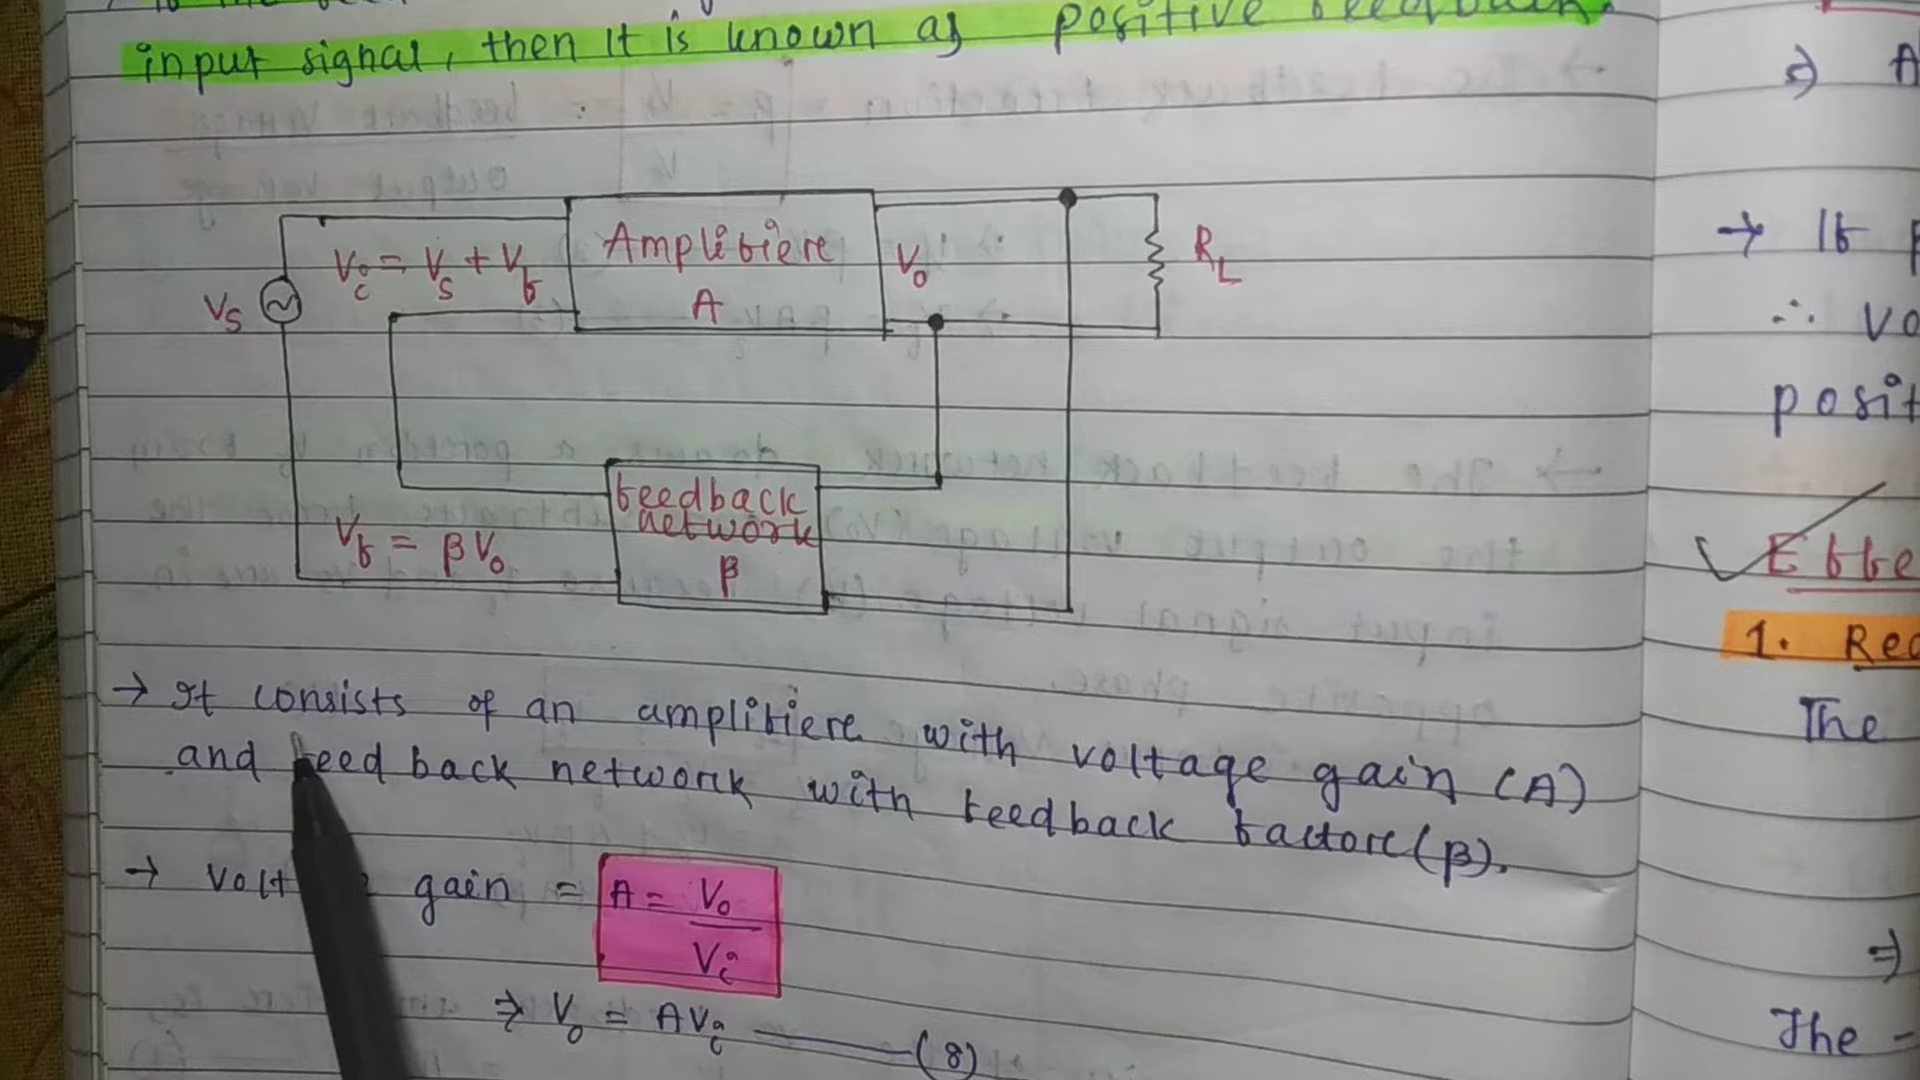 input signal, then it is known as positive feedback.
Amplifiere
A
Vi = Vs + Vf
Vo
RL
Vs
feedback
network
β
Vf = βVo
→ It consists of an amplifiere with voltage gain (A)
and feed back network with feedback factore (β).
→ gain = A = Vo
Vi
⇒ Vo = AVi ——— (8)
⇒ A
→ If
∴ Vo
posit
Effe
1. Red
The
⇒
The